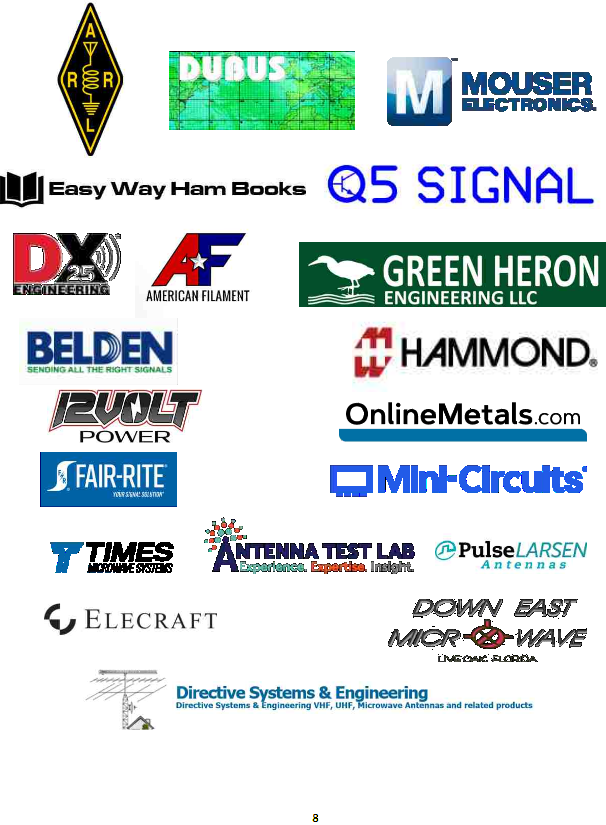 A
R R
L
DUBUS
M MOUSER
ELECTRONICS.
Easy Way Ham Books
Q5 SIGNAL
DX
25
ENGINEERING
AF
AMERICAN FILAMENT
GREEN HERON
ENGINEERING LLC
BELDEN
SENDING ALL THE RIGHT SIGNALS
HAMMOND®
12VOLT
POWER
OnlineMetals.com
FAIR-RITE®
YOUR SIGNAL SOLUTION®
Mini-Circuits®
TIMES
MICROWAVE SYSTEMS
ANTENNA TEST LAB
Experience. Expertise. Insight.
PulseLARSEN
Antennas
ELECRAFT
DOWN EAST
MICROWAVE
LIVE OAK, FLORIDA
Directive Systems & Engineering
Directive Systems & Engineering VHF, UHF, Microwave Antennas and related products
8